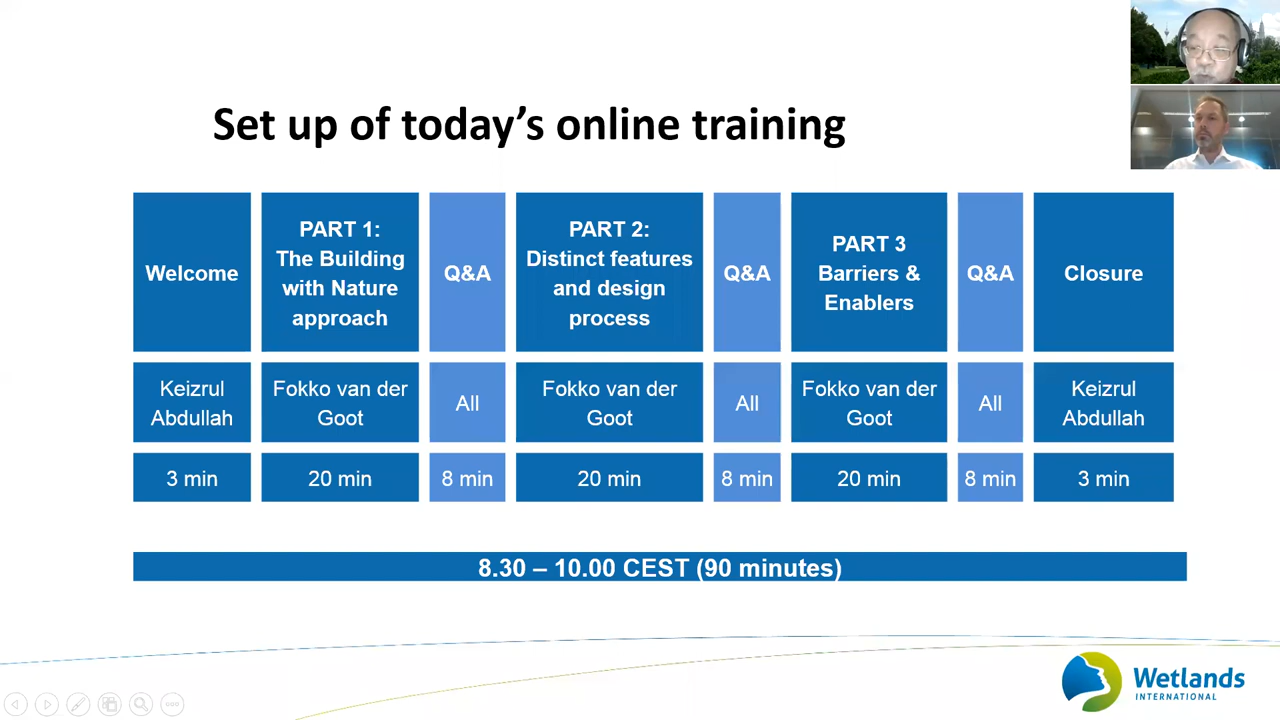 Set up of today's online training
Welcome
PART 1:
The Building
with Nature
approach
Q&A
PART 2:
Distinct features
and design
process
Q&A
PART 3
Barriers &
Enablers
Q&A
Closure
Keizrul
Abdullah
Fokko van der
Goot
All
Fokko van der
Goot
All
Fokko van der
Goot
All
Keizrul
Abdullah
3 min
20 min
8 min
20 min
8 min
20 min
8 min
3 min
8.30 – 10.00 CEST (90 minutes)
Wetlands
INTERNATIONAL